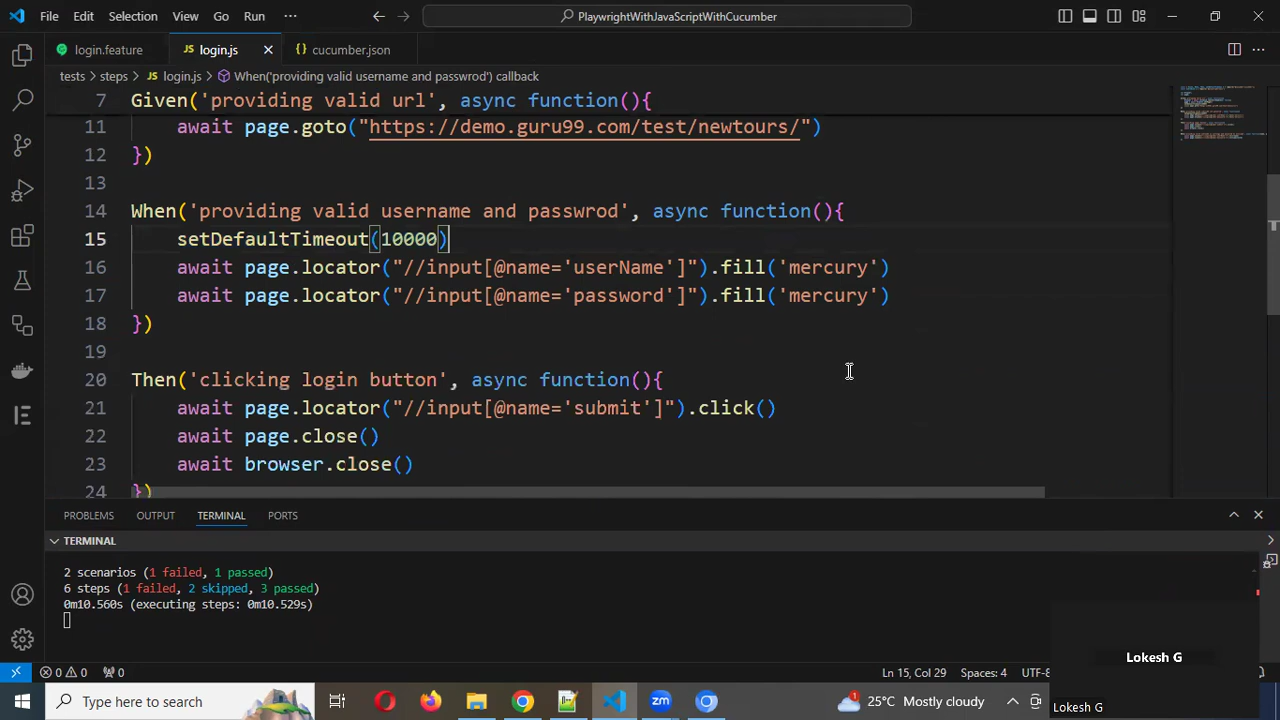 File Edit Selection View Go Run ··· PlaywrightWithJavaScriptWithCucumber
login.feature JS login.js {} cucumber.json
tests > steps > JS login.js > When('providing valid username and passwrod') callback
7 Given('providing valid url', async function(){
11 await page.goto("https://demo.guru99.com/test/newtours/")
12 })
13
14 When('providing valid username and passwrod', async function(){
15 setDefaultTimeout(10000)
16 await page.locator("//input[@name='userName']").fill('mercury')
17 await page.locator("//input[@name='password']").fill('mercury')
18 })
19
20 Then('clicking login button', async function(){
21 await page.locator("//input[@name='submit']").click()
22 await page.close()
23 await browser.close()
24 })
PROBLEMS OUTPUT TERMINAL PORTS
TERMINAL
2 scenarios (1 failed, 1 passed)
6 steps (1 failed, 2 skipped, 3 passed)
0m10.560s (executing steps: 0m10.529s)
Lokesh G
0 0 0 Ln 15, Col 29 Spaces: 4
Type here to search zm 1 25°C Mostly cloudy Lokesh G